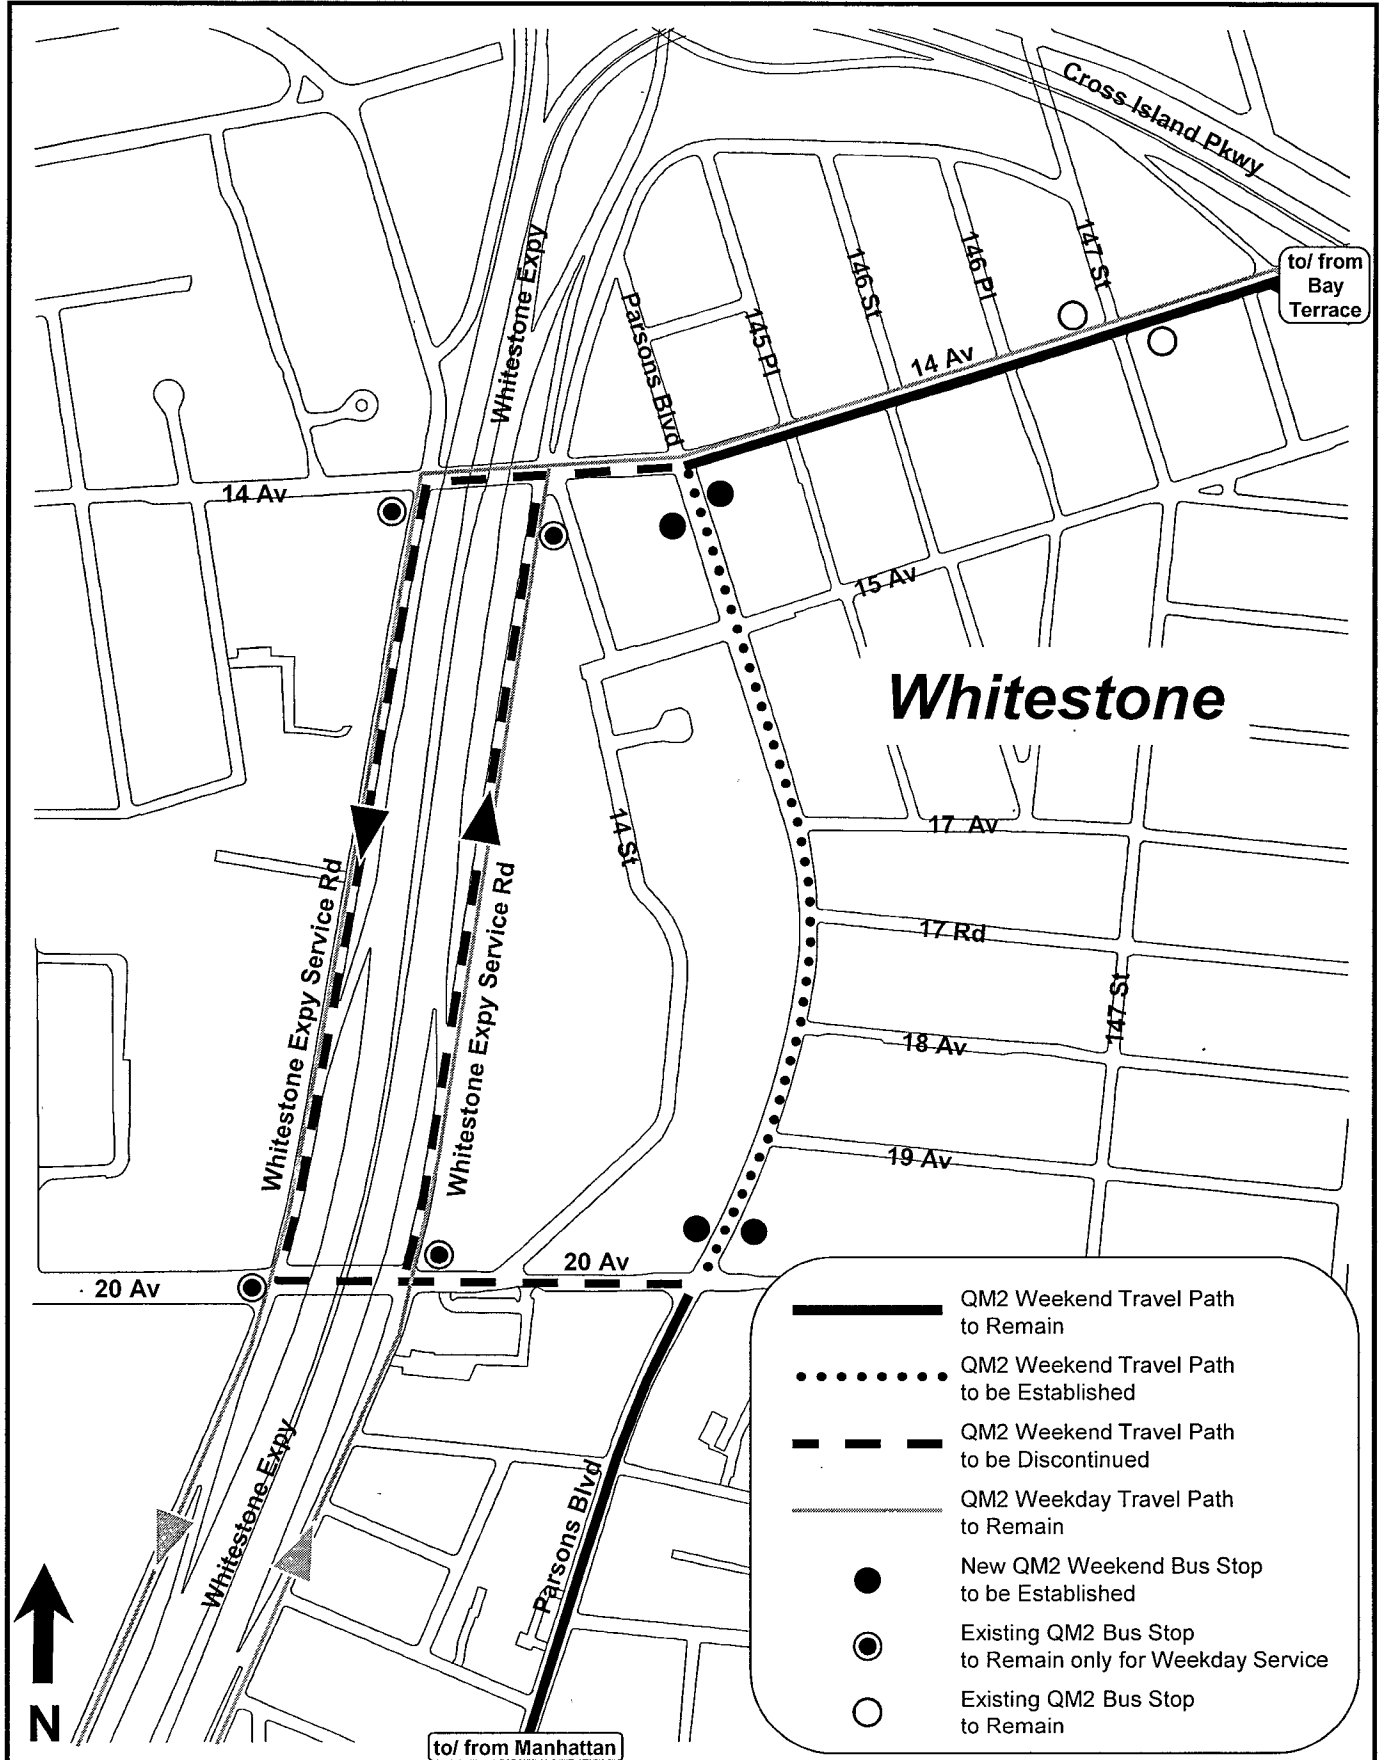 Cross Island Pkwy
to/ from
Bay
Terrace
Whitestone Expy
Parsons Blvd
145 Pl
146 St
146 Pl
147 St
14 Av
14 Av
15 Av
Whitestone
14 St
17 Av
17 Rd
147 St
18 Av
19 Av
Whitestone Expy Service Rd
Whitestone Expy Service Rd
20 Av
20 Av
Whitestone Expy
Parsons Blvd
N
to/ from Manhattan
QM2 Weekend Travel Path
to Remain
QM2 Weekend Travel Path
to be Established
QM2 Weekend Travel Path
to be Discontinued
QM2 Weekday Travel Path
to Remain
New QM2 Weekend Bus Stop
to be Established
Existing QM2 Bus Stop
to Remain only for Weekday Service
Existing QM2 Bus Stop
to Remain